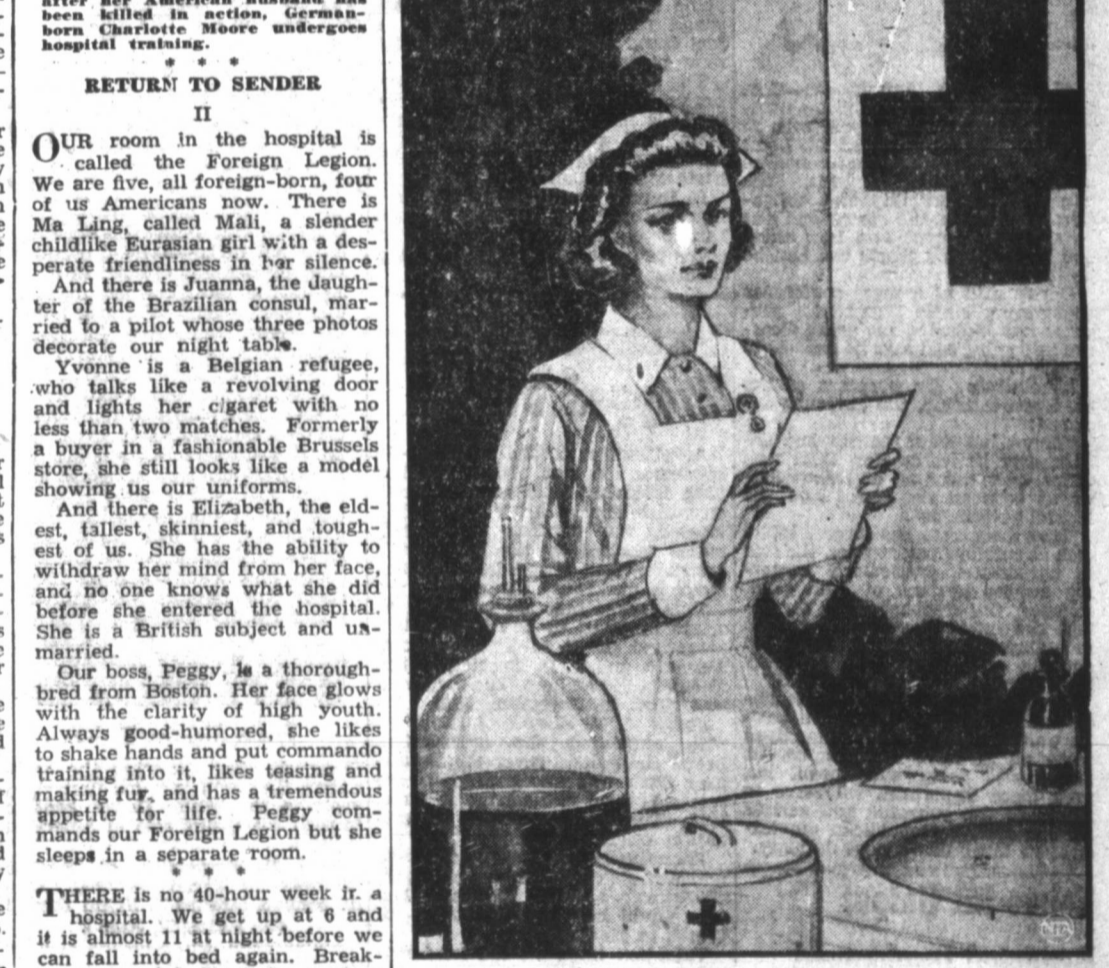 after her American husband has
been killed in action, German-
born Charlotte Moore undergoes
hospital training.
* * *
RETURN TO SENDER
II
OUR room in the hospital is
called the Foreign Legion.
We are five, all foreign-born, four
of us Americans now. There is
Ma Ling, called Mali, a slender
childlike Eurasian girl with a des-
perate friendliness in her silence.
And there is Juanna, the daugh-
ter of the Brazilian consul, mar-
ried to a pilot whose three photos
decorate our night table.
Yvonne is a Belgian refugee,
who talks like a revolving door
and lights her cigaret with no
less than two matches. Formerly
a buyer in a fashionable Brussels
store, she still looks like a model
showing us our uniforms.
And there is Elizabeth, the eld-
est, tallest, skinniest, and tough-
est of us. She has the ability to
withdraw her mind from her face,
and no one knows what she did
before she entered the hospital.
She is a British subject and un-
married.
Our boss, Peggy, is a thorough-
bred from Boston. Her face glows
with the clarity of high youth.
Always good-humored, she likes
to shake hands and put commando
training into it, likes teasing and
making fun, and has a tremendous
appetite for life. Peggy com-
mands our Foreign Legion but she
sleeps in a separate room.
* * *
THERE is no 40-hour week in a
hospital. We get up at 6 and
it is almost 11 at night before we
can fall into bed again. Break-
NEA